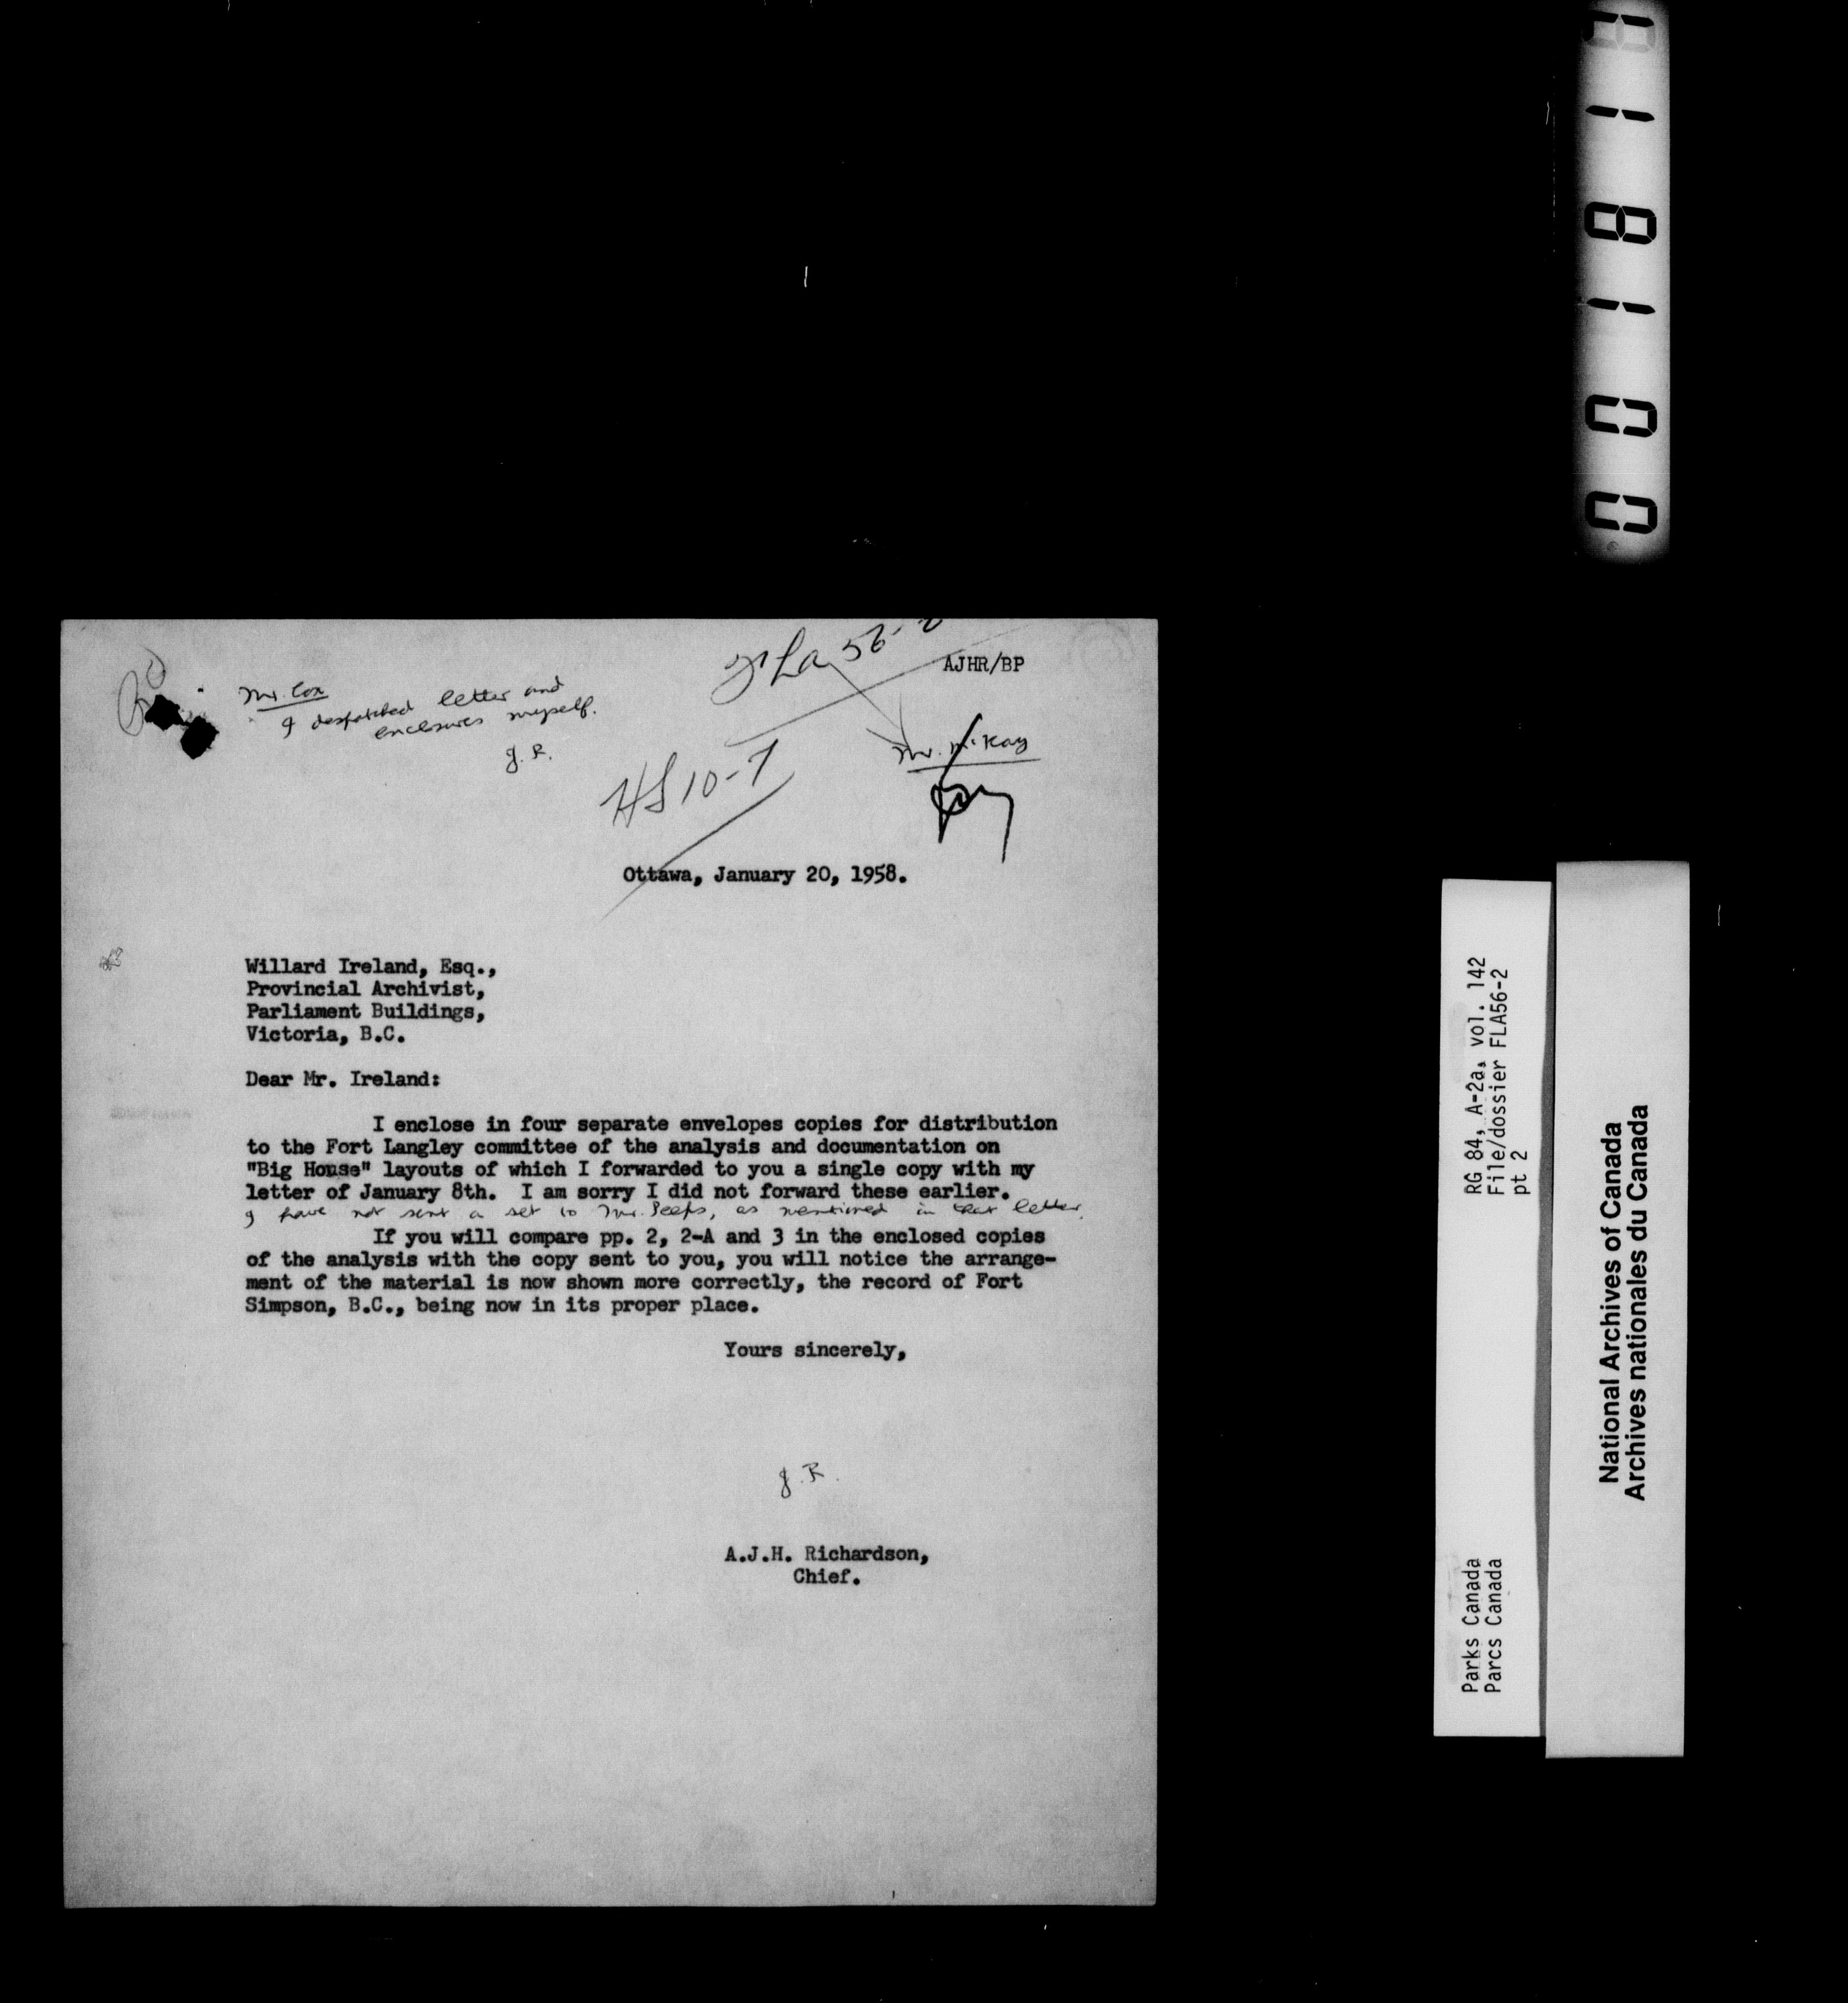 FLa 56-2
AJHR/BP
Mr. Cox
I despatched letter and
enclosures myself.
J. R.
Mr. McKay
HS 10-7
Ottawa, January 20, 1958.
Willard Ireland, Esq.,
Provincial Archivist,
Parliament Buildings,
Victoria, B.C.
Dear Mr. Ireland:
I enclose in four separate envelopes copies for distribution
to the Fort Langley committee of the analysis and documentation on
"Big House" layouts of which I forwarded to you a single copy with my
letter of January 8th. I am sorry I did not forward these earlier.
I have not sent a set to Mr. Peeps, as mentioned in that letter.
If you will compare pp. 2, 2-A and 3 in the enclosed copies
of the analysis with the copy sent to you, you will notice the arrange-
ment of the material is now shown more correctly, the record of Fort
Simpson, B.C., being now in its proper place.
Yours sincerely,
J. R.
A.J.H. Richardson,
Chief.
RG 84, A-2a, vol. 142
File/dossier FLA56-2
pt 2
Parks Canada
Parcs Canada
National Archives of Canada
Archives nationales du Canada
00181